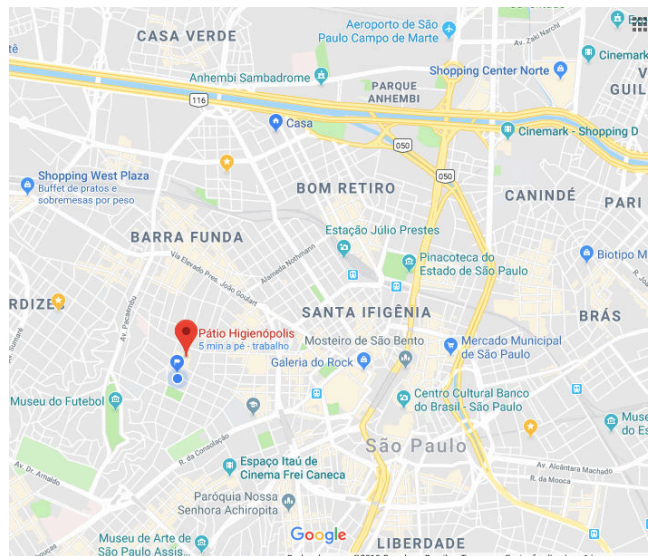 CASA VERDE
Aeroporto de São
Paulo Campo de Marte
Av. Zaki Narchi
Cinemark
Anhembi Sambadrome
Shopping Center Norte
PARQUE
ANHEMBI
GUIL
116
Casa
050
Cinemark - Shopping D
050
Shopping West Plaza
Buffet de pratos e
sobremesas por peso
BOM RETIRO
CANINDÉ
PARI
BARRA FUNDA
Estação Júlio Prestes
Via Elevado Pres. João Goulart
Alameda Nothmann
Pinacoteca do
Estado de São Paulo
Biotipo M
RDIZES
Av. Pacaembu
SANTA IFIGÊNIA
BRÁS
Av. Sumaré
Pátio Higienópolis
5 min a pé - trabalho
Mosteiro de São Bento
Galeria do Rock
Mercado Municipal
de São Paulo
Museu do Futebol
Centro Cultural Banco
do Brasil - São Paulo
Muse
do Es
R. da Consolação
São Paulo
Av. Dr. Arnaldo
Espaço Itaú de
Cinema Frei Caneca
Av. Alcântara Machado
R. da Mooca
Paróquia Nossa
Senhora Achiropita
Google
Museu de Arte de
São Paulo Assis...
LIBERDADE